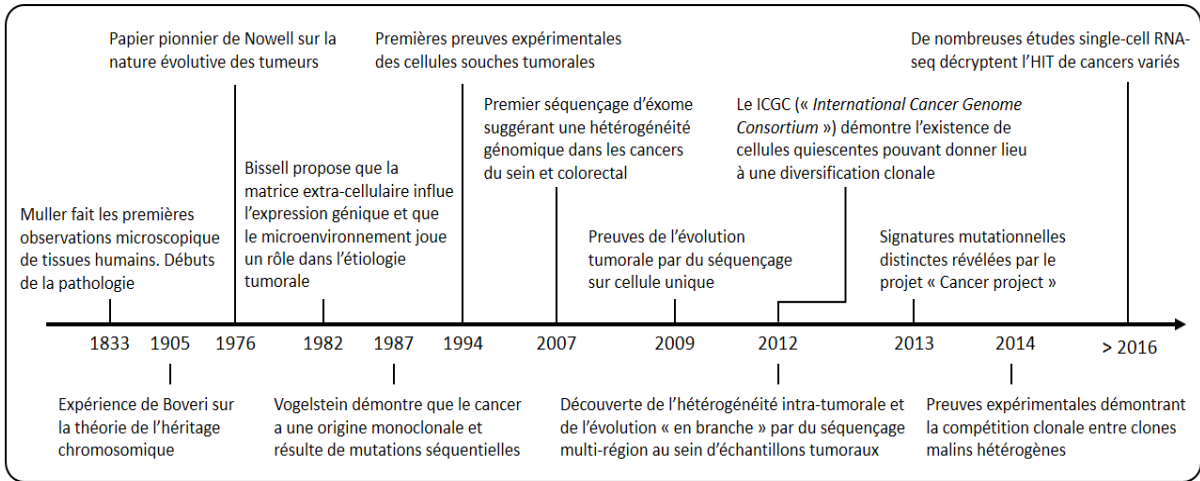 Papier pionnier de Nowell sur la
nature évolutive des tumeurs
Premières preuves expérimentales
des cellules souches tumorales
De nombreuses études single-cell RNA-
seq décryptent l’HIT de cancers variés
Premier séquençage d’éxome
suggérant une hétérogénéité
génomique dans les cancers
du sein et colorectal
Le ICGC (« International Cancer Genome
Consortium ») démontre l’existence de
cellules quiescentes pouvant donner lieu
à une diversification clonale
Bissell propose que la
matrice extra-cellulaire influe
l’expression génique et que
le microenvironnement joue
un rôle dans l’étiologie
tumorale
Muller fait les premières
observations microscopique
de tissues humains. Débuts
de la pathologie
Preuves de l’évolution
tumorale par du séquençage
sur cellule unique
Signatures mutationnelles
distinctes révélées par le
projet « Cancer project »
1833 1905 1976 1982 1987 1994 2007 2009 2012 2013 2014 > 2016
Expérience de Boveri sur
la théorie de l’héritage
chromosomique
Vogelstein démontre que le cancer
a une origine monoclonale et
résulte de mutations séquentielles
Découverte de l’hétérogénéité intra-tumorale et
de l’évolution « en branche » par du séquençage
multi-région au sein d’échantillons tumoraux
Preuves expérimentales démontrant
la compétition clonale entre clones
malins hétérogènes